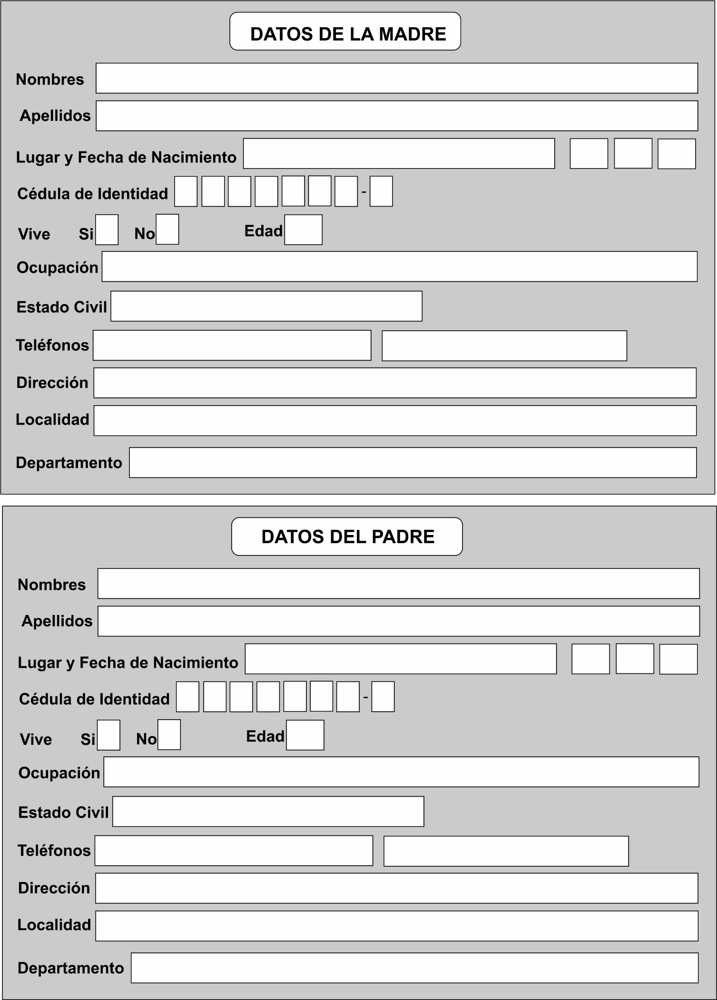 DATOS DE LA MADRE
Nombres
Apellidos
Lugar y Fecha de Nacimiento
Cédula de Identidad -
Vive Si No Edad
Ocupación
Estado Civil
Teléfonos
Dirección
Localidad
Departamento
DATOS DEL PADRE
Nombres
Apellidos
Lugar y Fecha de Nacimiento
Cédula de Identidad -
Vive Si No Edad
Ocupación
Estado Civil
Teléfonos
Dirección
Localidad
Departamento